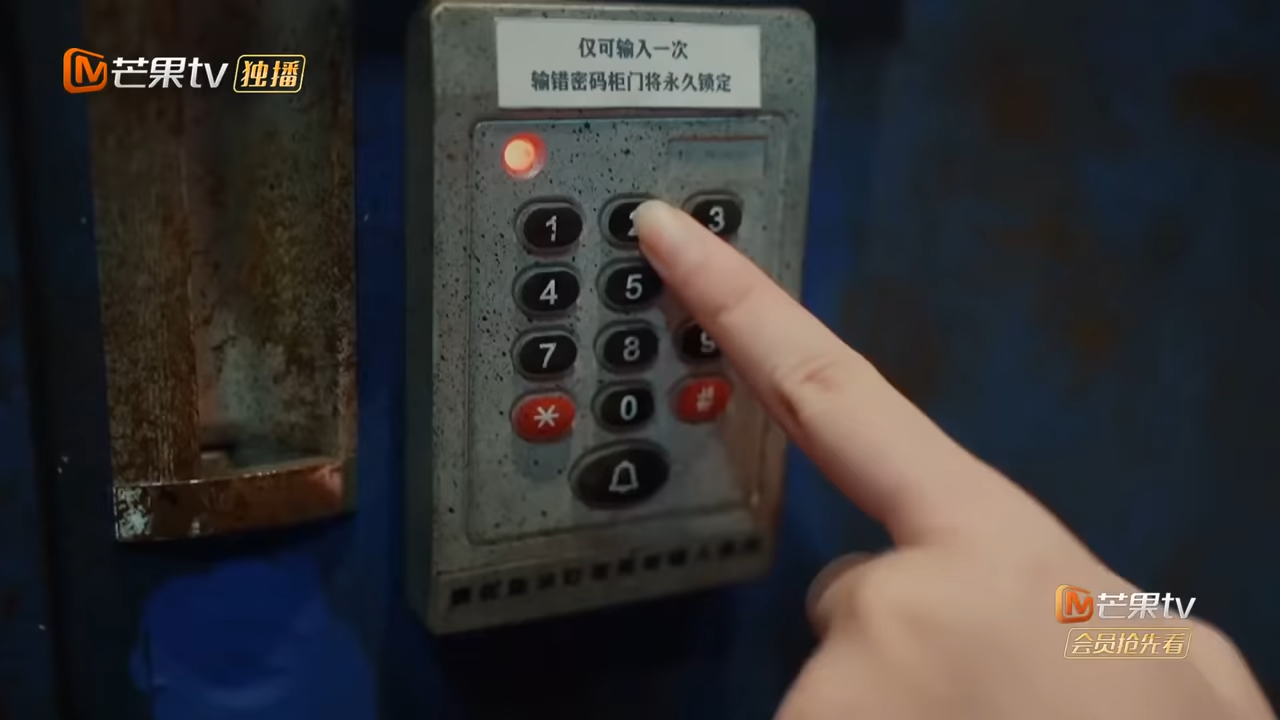 芒果tv 独播
仅可输入一次
输错密码柜门将永久锁定
1 2 3
4 5
7 8 9
* 0 #
芒果tv
会员抢先看